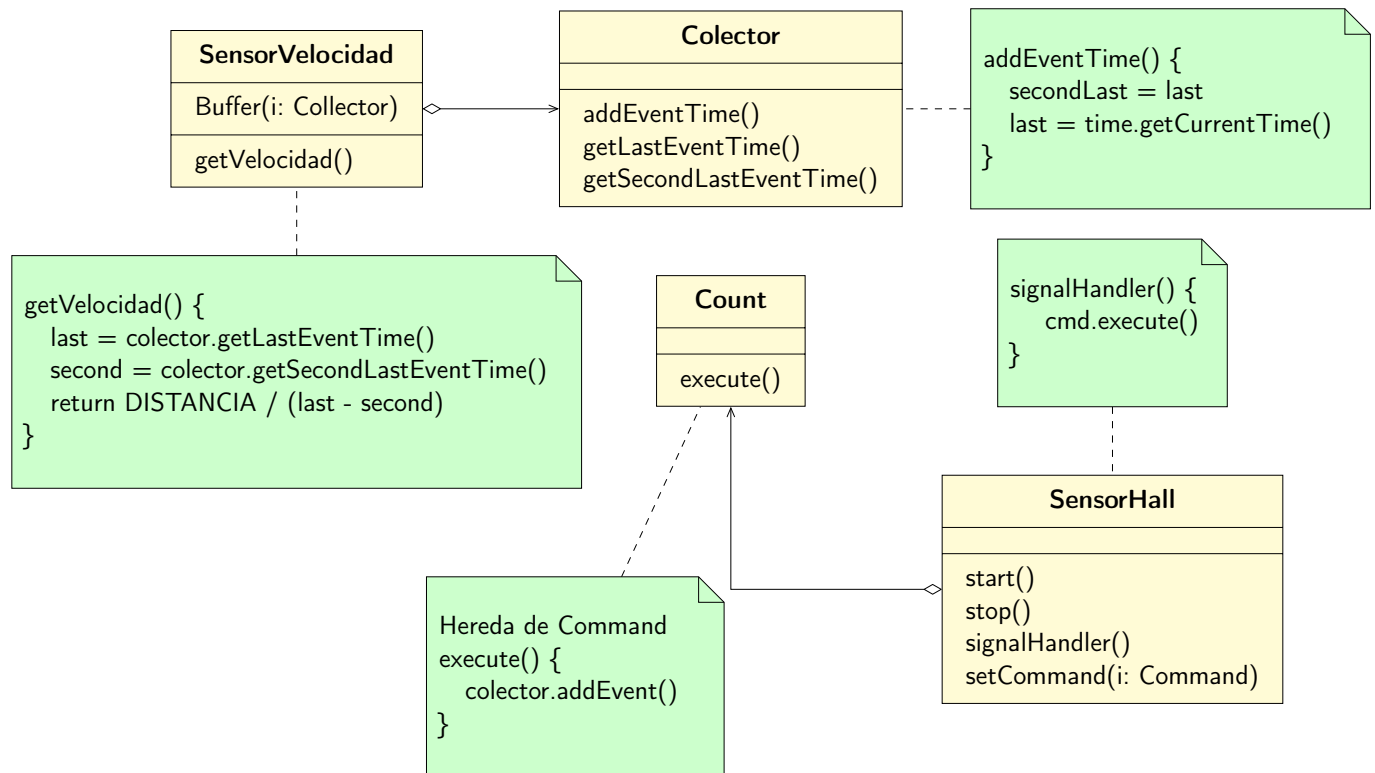 SensorVelocidad
Buffer(i: Collector)
getVelocidad()
Colector
addEventTime()
getLastEventTime()
getSecondLastEventTime()
addEventTime() {
secondLast = last
last = time.getCurrentTime()
}
getVelocidad() {
last = colector.getLastEventTime()
second = colector.getSecondLastEventTime()
return DISTANCIA / (last - second)
}
Count
execute()
signalHandler() {
cmd.execute()
}
Hereda de Command
execute() {
colector.addEvent()
}
SensorHall
start()
stop()
signalHandler()
setCommand(i: Command)